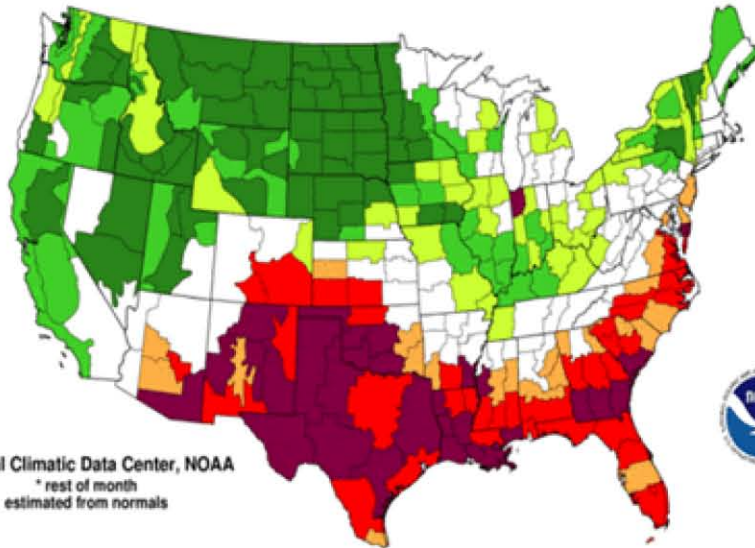 l Climatic Data Center, NOAA
* rest of month
estimated from normals